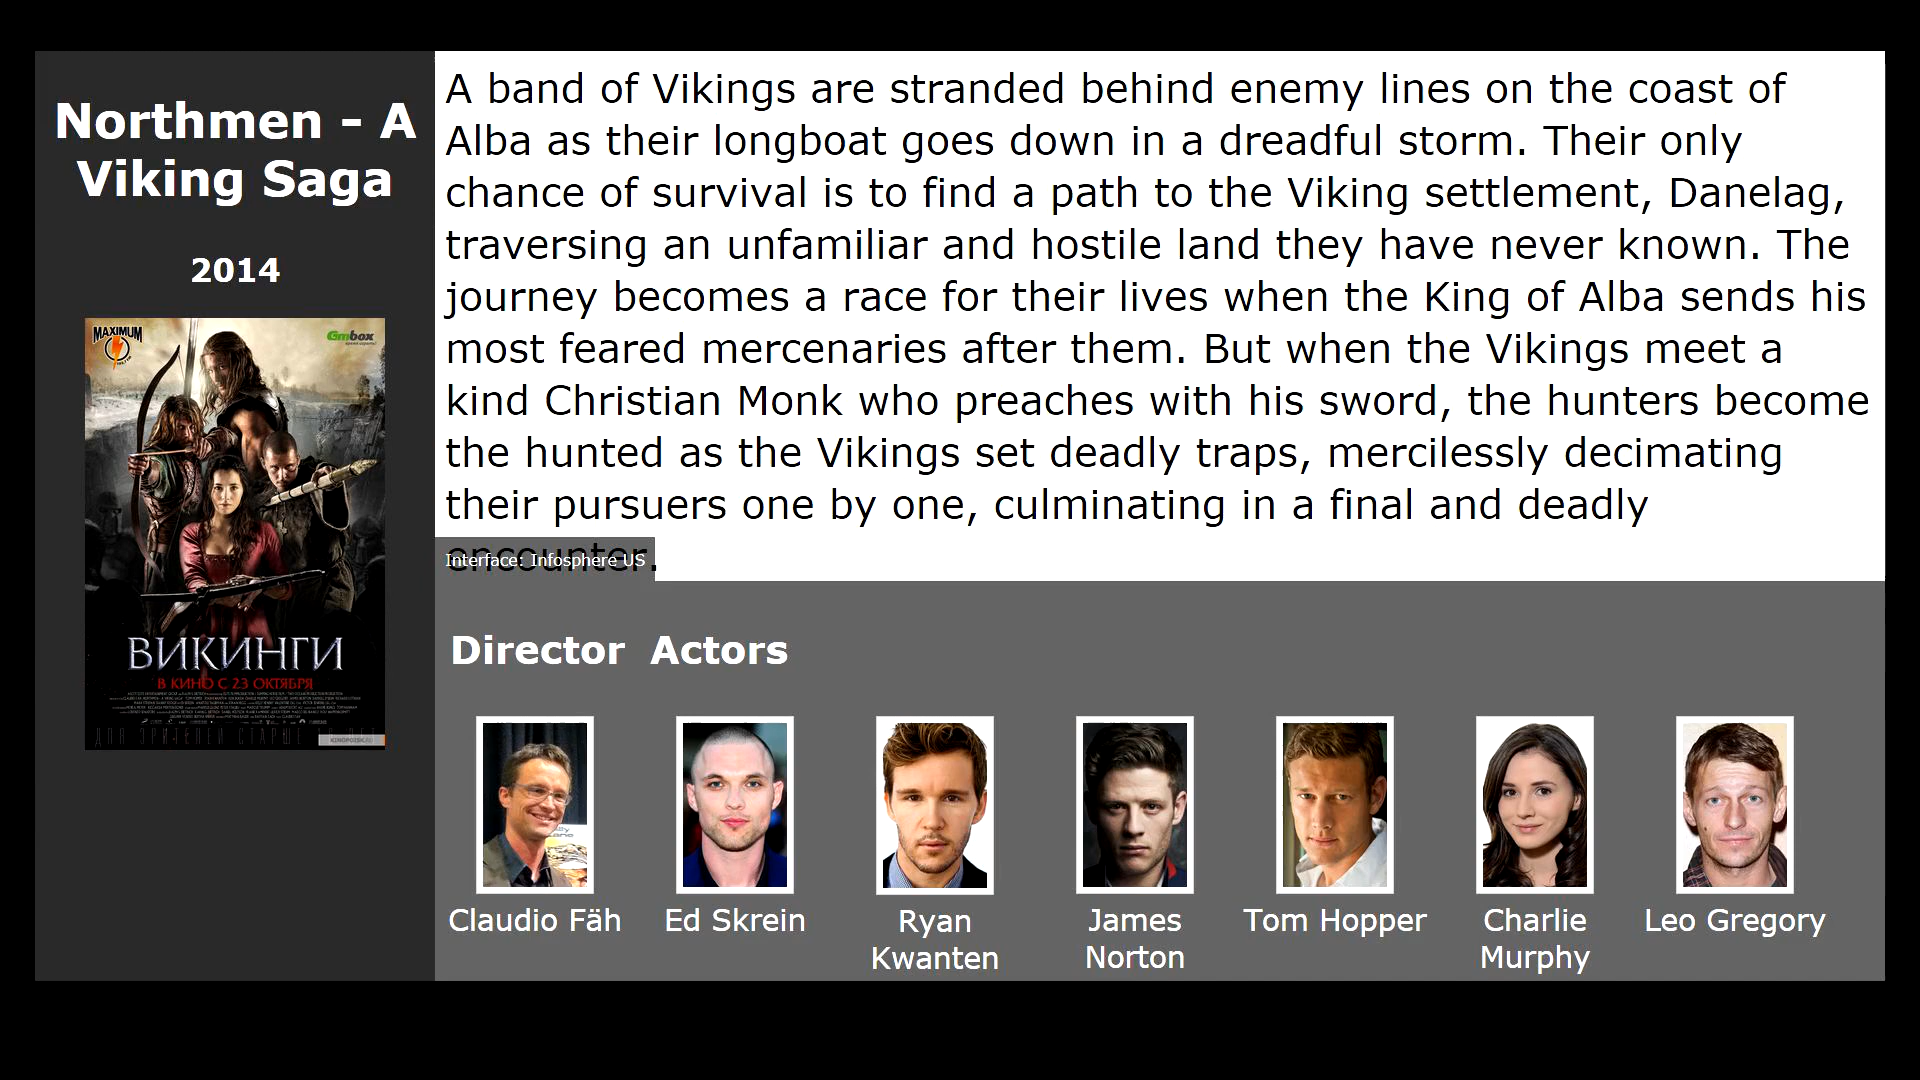 Northmen - A
Viking Saga
2014
MAXIMUM
Gmbox
ВИКИНГИ
В КИНО С 23 ОКТЯБРЯ
ДЛЯ ЗРИТЕЛЕЙ СТАРШЕ
KINOPOISK.RU
A band of Vikings are stranded behind enemy lines on the coast of
Alba as their longboat goes down in a dreadful storm. Their only
chance of survival is to find a path to the Viking settlement, Danelag,
traversing an unfamiliar and hostile land they have never known. The
journey becomes a race for their lives when the King of Alba sends his
most feared mercenaries after them. But when the Vikings meet a
kind Christian Monk who preaches with his sword, the hunters become
the hunted as the Vikings set deadly traps, mercilessly decimating
their pursuers one by one, culminating in a final and deadly
encounter.
Interface: Infosphere US
Director Actors
Claudio Fäh
Ed Skrein
Ryan
Kwanten
James
Norton
Tom Hopper
Charlie
Murphy
Leo Gregory